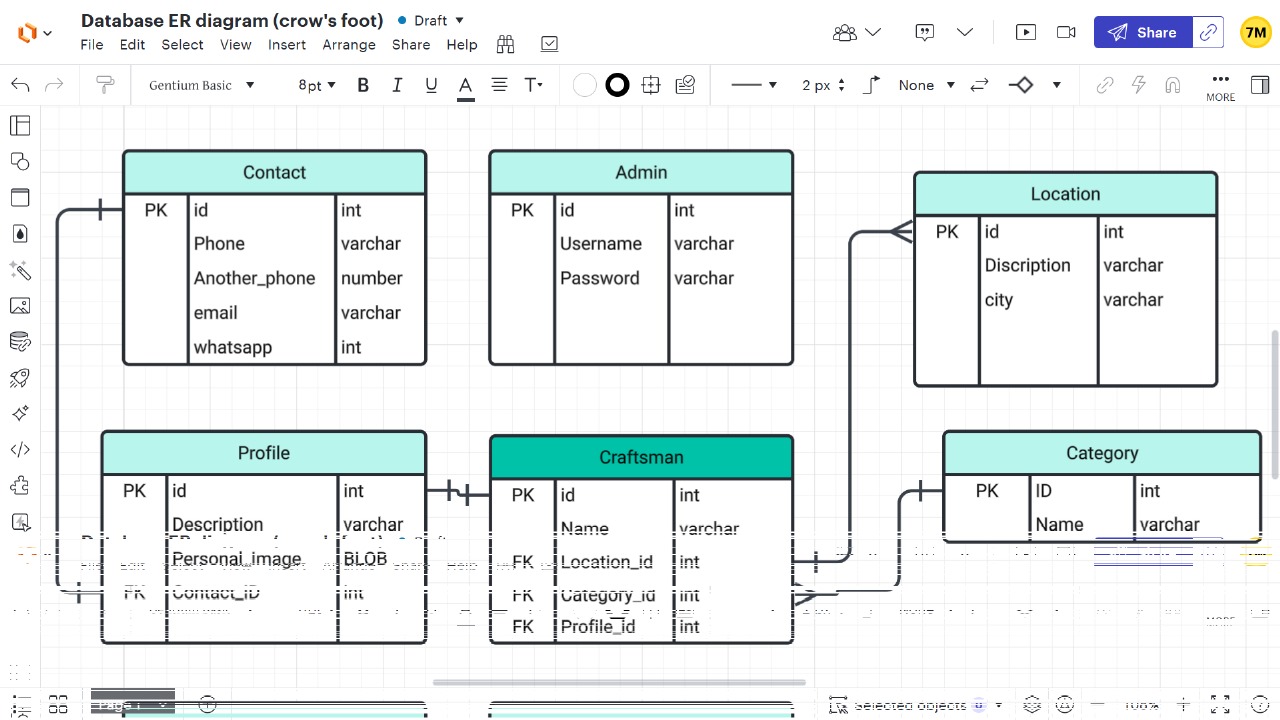 Database ER diagram (crow's foot) Draft
File Edit Select View Insert Arrange Share Help
Share
7M
Gentium Basic 8pt B I U A T 2 px None MORE
Contact
PK id int
Phone varchar
Another_phone number
email varchar
whatsapp int
Admin
PK id int
Username varchar
Password varchar
Location
PK id int
Discription varchar
city varchar
Profile
PK id int
Description varchar
Personal_image BLOB
FK Contact_ID int
Craftsman
PK id int
Name varchar
FK Location_id int
FK Category_id int
FK Profile_id int
Category
PK ID int
Name varchar
Page 1
Selected objects
100%